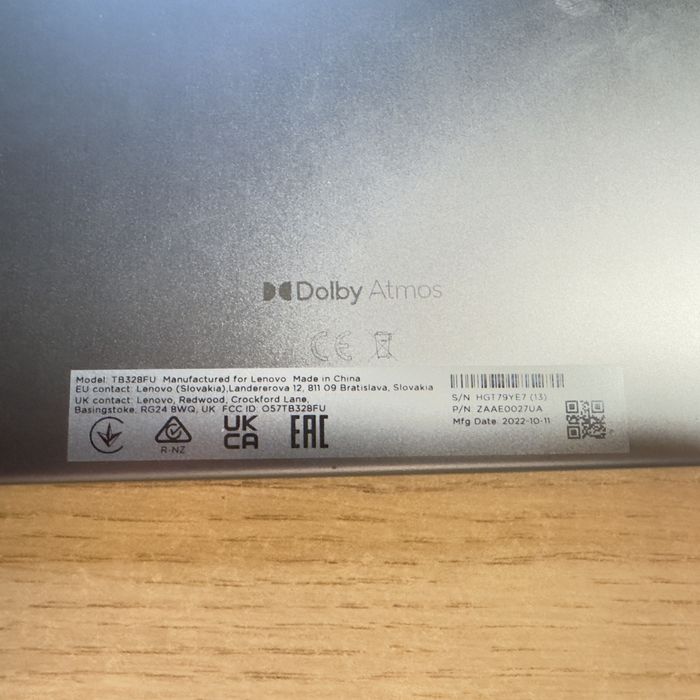 Dolby Atmos
CE
Model: TB328FU Manufactured for Lenovo Made in China
EU contact: Lenovo (Slovakia),Landererova 12, 811 09 Bratislava, Slovakia
UK contact: Lenovo, Redwood, Crockford Lane,
Basingstoke, RG24 8WQ, UK FCC ID: O57TB328FU
R-NZ
UK
CA
EAC
S/N HGT79YE7 (13)
P/N ZAAE0027UA
Mfg Date: 2022-10-11